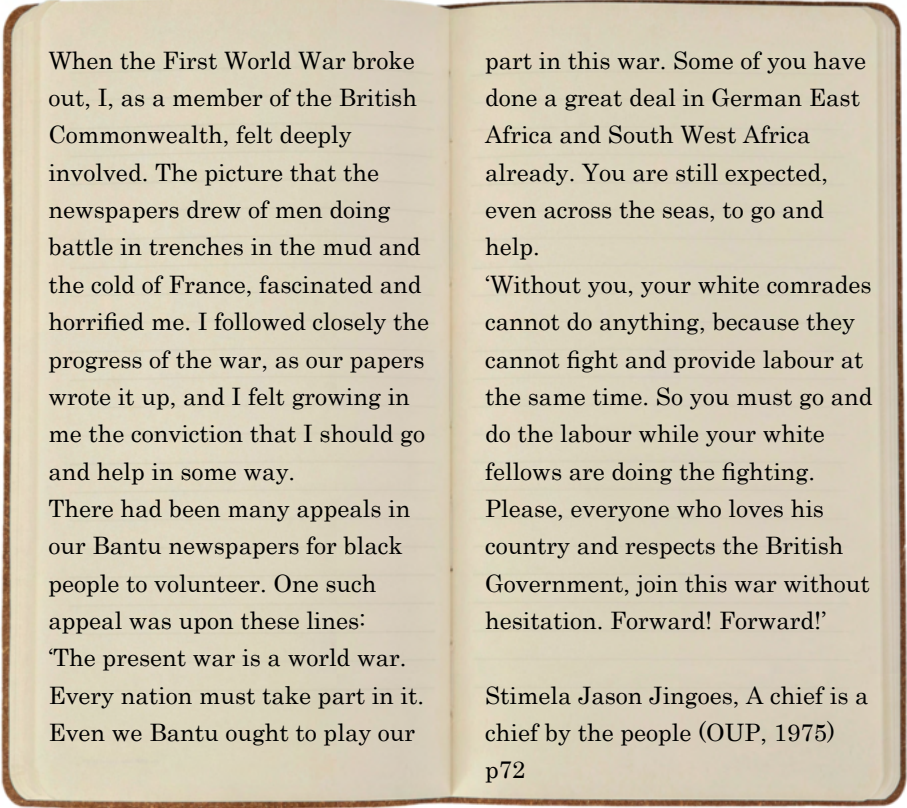 When the First World War broke
out, I, as a member of the British
Commonwealth, felt deeply
involved. The picture that the
newspapers drew of men doing
battle in trenches in the mud and
the cold of France, fascinated and
horrified me. I followed closely the
progress of the war, as our papers
wrote it up, and I felt growing in
me the conviction that I should go
and help in some way.
There had been many appeals in
our Bantu newspapers for black
people to volunteer. One such
appeal was upon these lines:
‘The present war is a world war.
Every nation must take part in it.
Even we Bantu ought to play our
part in this war. Some of you have
done a great deal in German East
Africa and South West Africa
already. You are still expected,
even across the seas, to go and
help.
‘Without you, your white comrades
cannot do anything, because they
cannot fight and provide labour at
the same time. So you must go and
do the labour while your white
fellows are doing the fighting.
Please, everyone who loves his
country and respects the British
Government, join this war without
hesitation. Forward! Forward!’
Stimela Jason Jingoes, A chief is a
chief by the people (OUP, 1975)
p72